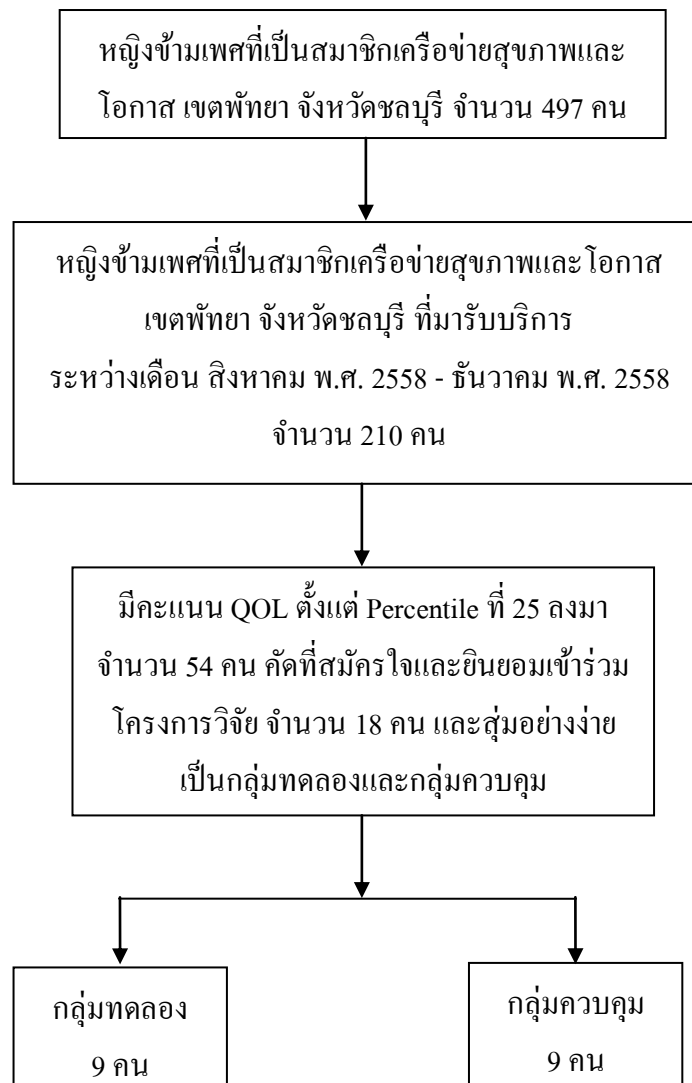 หญิงข้ามเพศที่เป็นสมาชิกเครือข่ายสุขภาพและ
โอกาส เขตพัทยา จังหวัดชลบุรี จำนวน 497 คน
หญิงข้ามเพศที่เป็นสมาชิกเครือข่ายสุขภาพและโอกาส
เขตพัทยา จังหวัดชลบุรี ที่มารับบริการ
ระหว่างเดือน สิงหาคม พ.ศ. 2558 - ธันวาคม พ.ศ. 2558
จำนวน 210 คน
มีคะแนน QOL ตั้งแต่ Percentile ที่ 25 ลงมา
จำนวน 54 คน คัดที่สมัครใจและยินยอมเข้าร่วม
โครงการวิจัย จำนวน 18 คน และสุ่มอย่างง่าย
เป็นกลุ่มทดลองและกลุ่มควบคุม
กลุ่มทดลอง
9 คน
กลุ่มควบคุม
9 คน